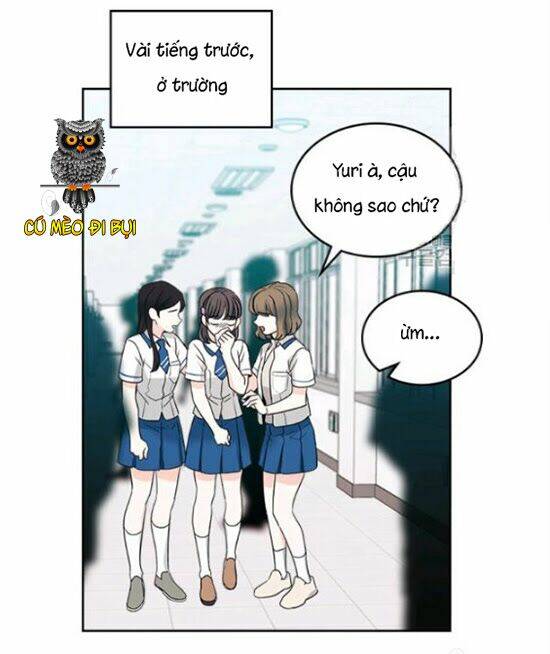 Vài tiếng trước,
ở trường
CÚ MÈO ĐI BỤI
Yuri à, cậu
không sao chứ?
ừm...